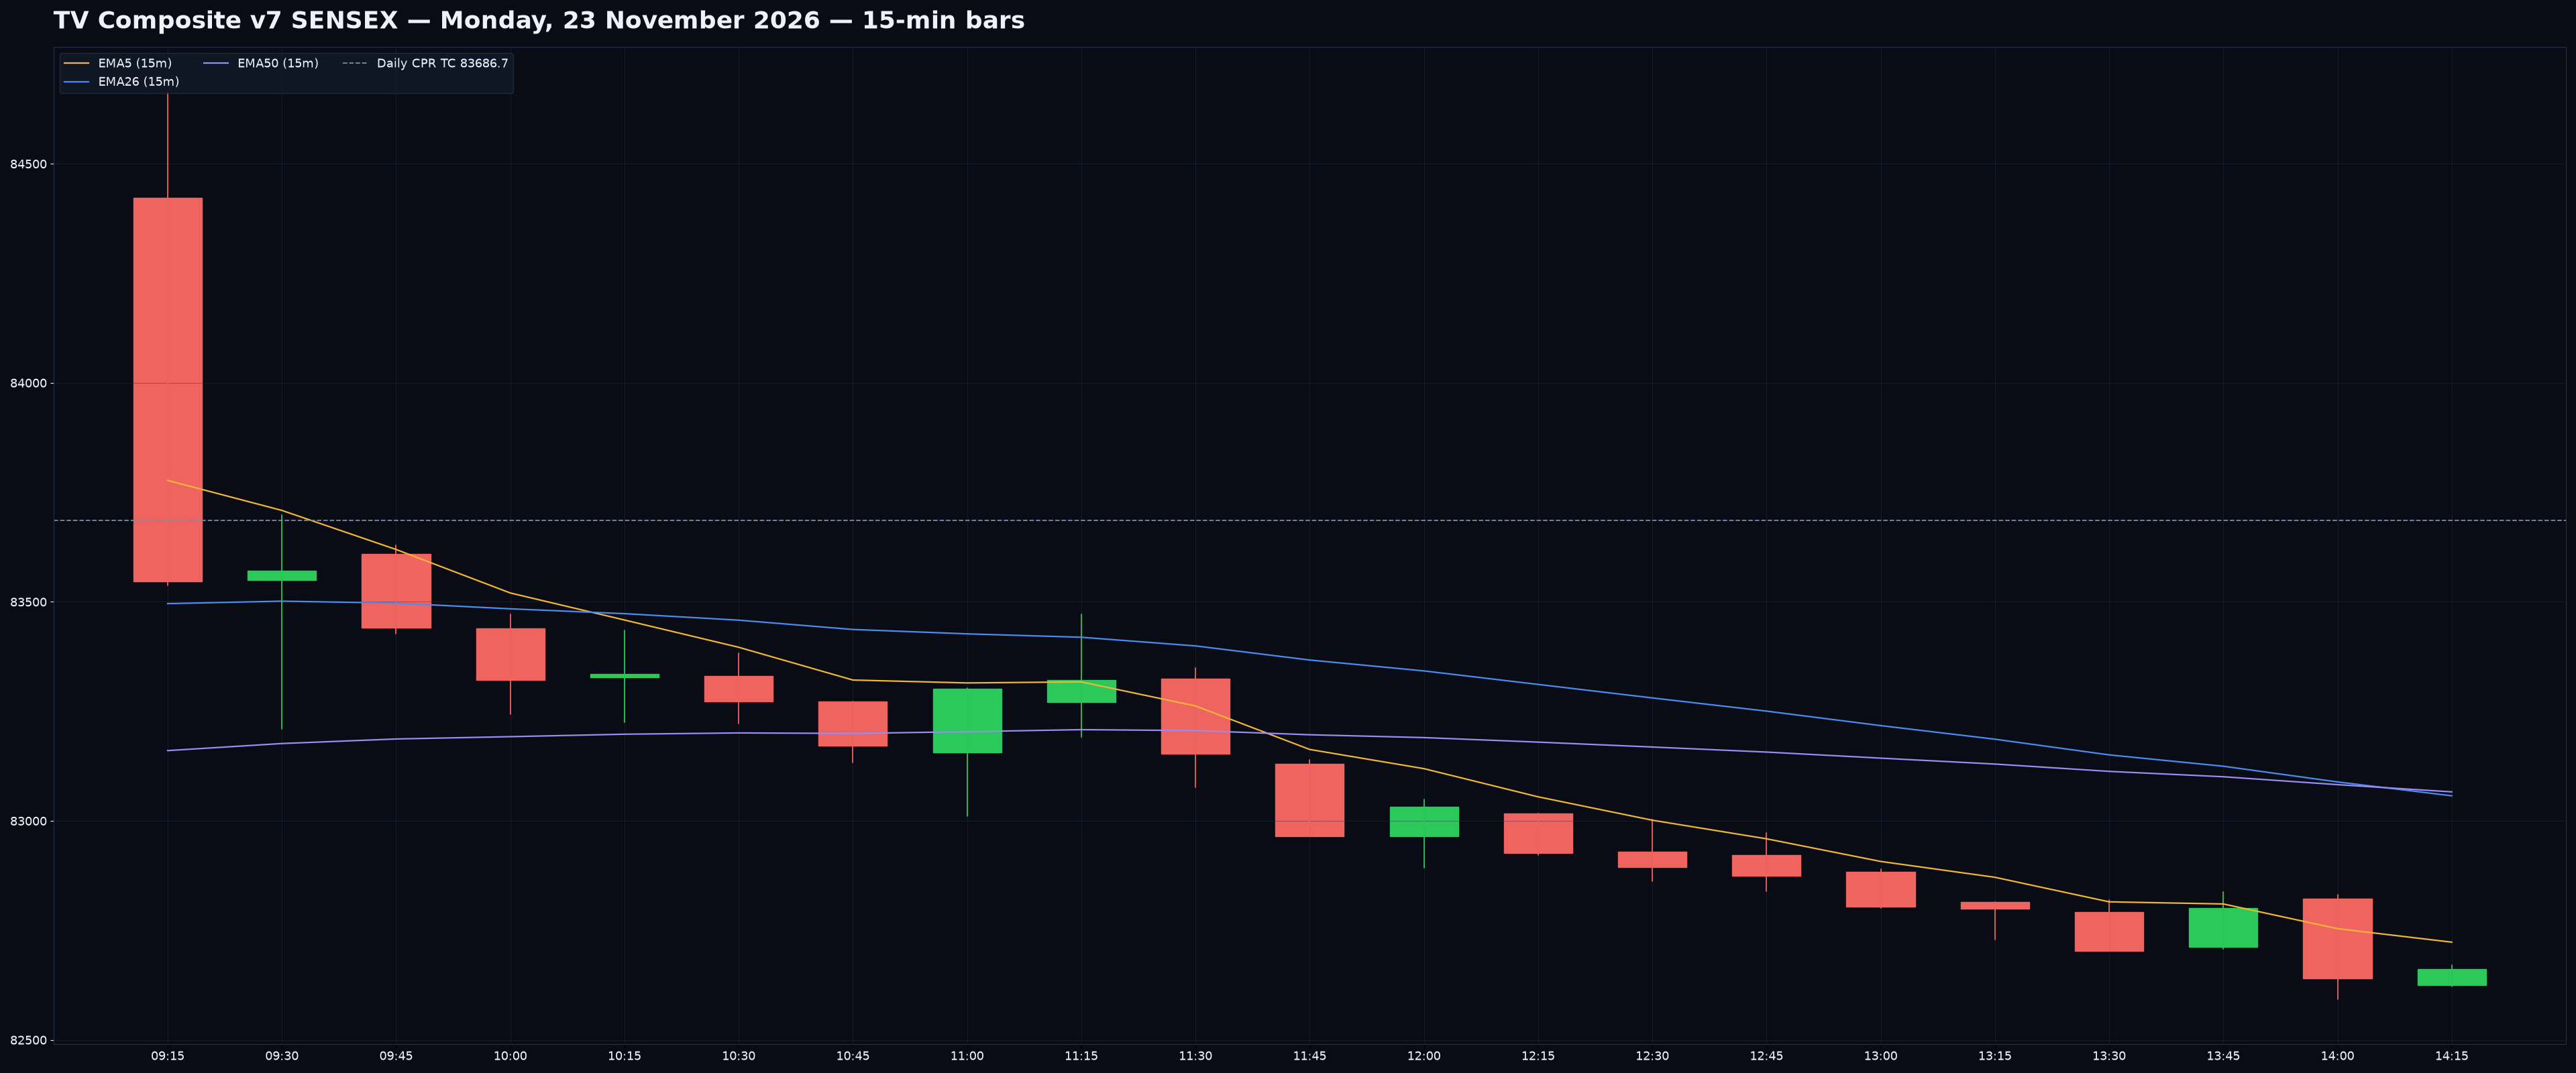 TV Composite v7 SENSEX — Monday, 23 November 2026 — 15-min bars
EMA5 (15m) EMA50 (15m) Daily CPR TC 83686.7
EMA26 (15m)
84500
84000
83500
83000
82500
09:15 09:30 09:45 10:00 10:15 10:30 10:45 11:00 11:15 11:30 11:45 12:00 12:15 12:30 12:45 13:00 13:15 13:30 13:45 14:00 14:15